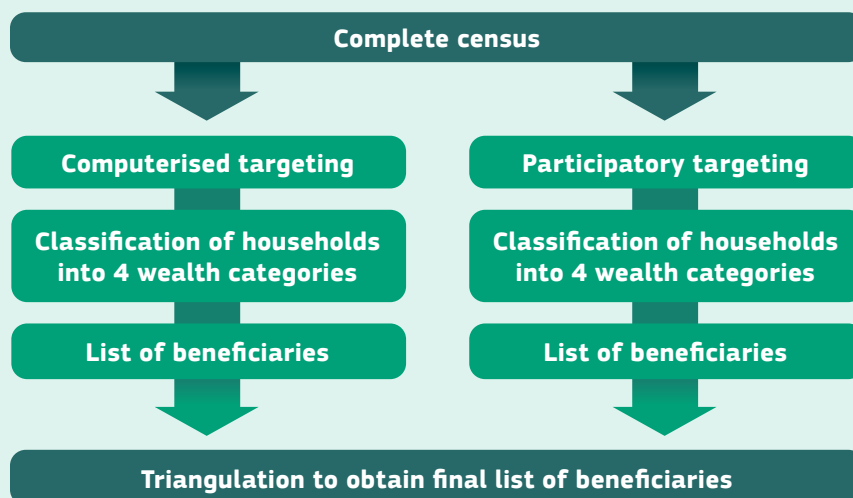 Complete census
Computerised targeting
Classification of households
into 4 wealth categories
List of beneficiaries
Participatory targeting
Classification of households
into 4 wealth categories
List of beneficiaries
Triangulation to obtain final list of beneficiaries